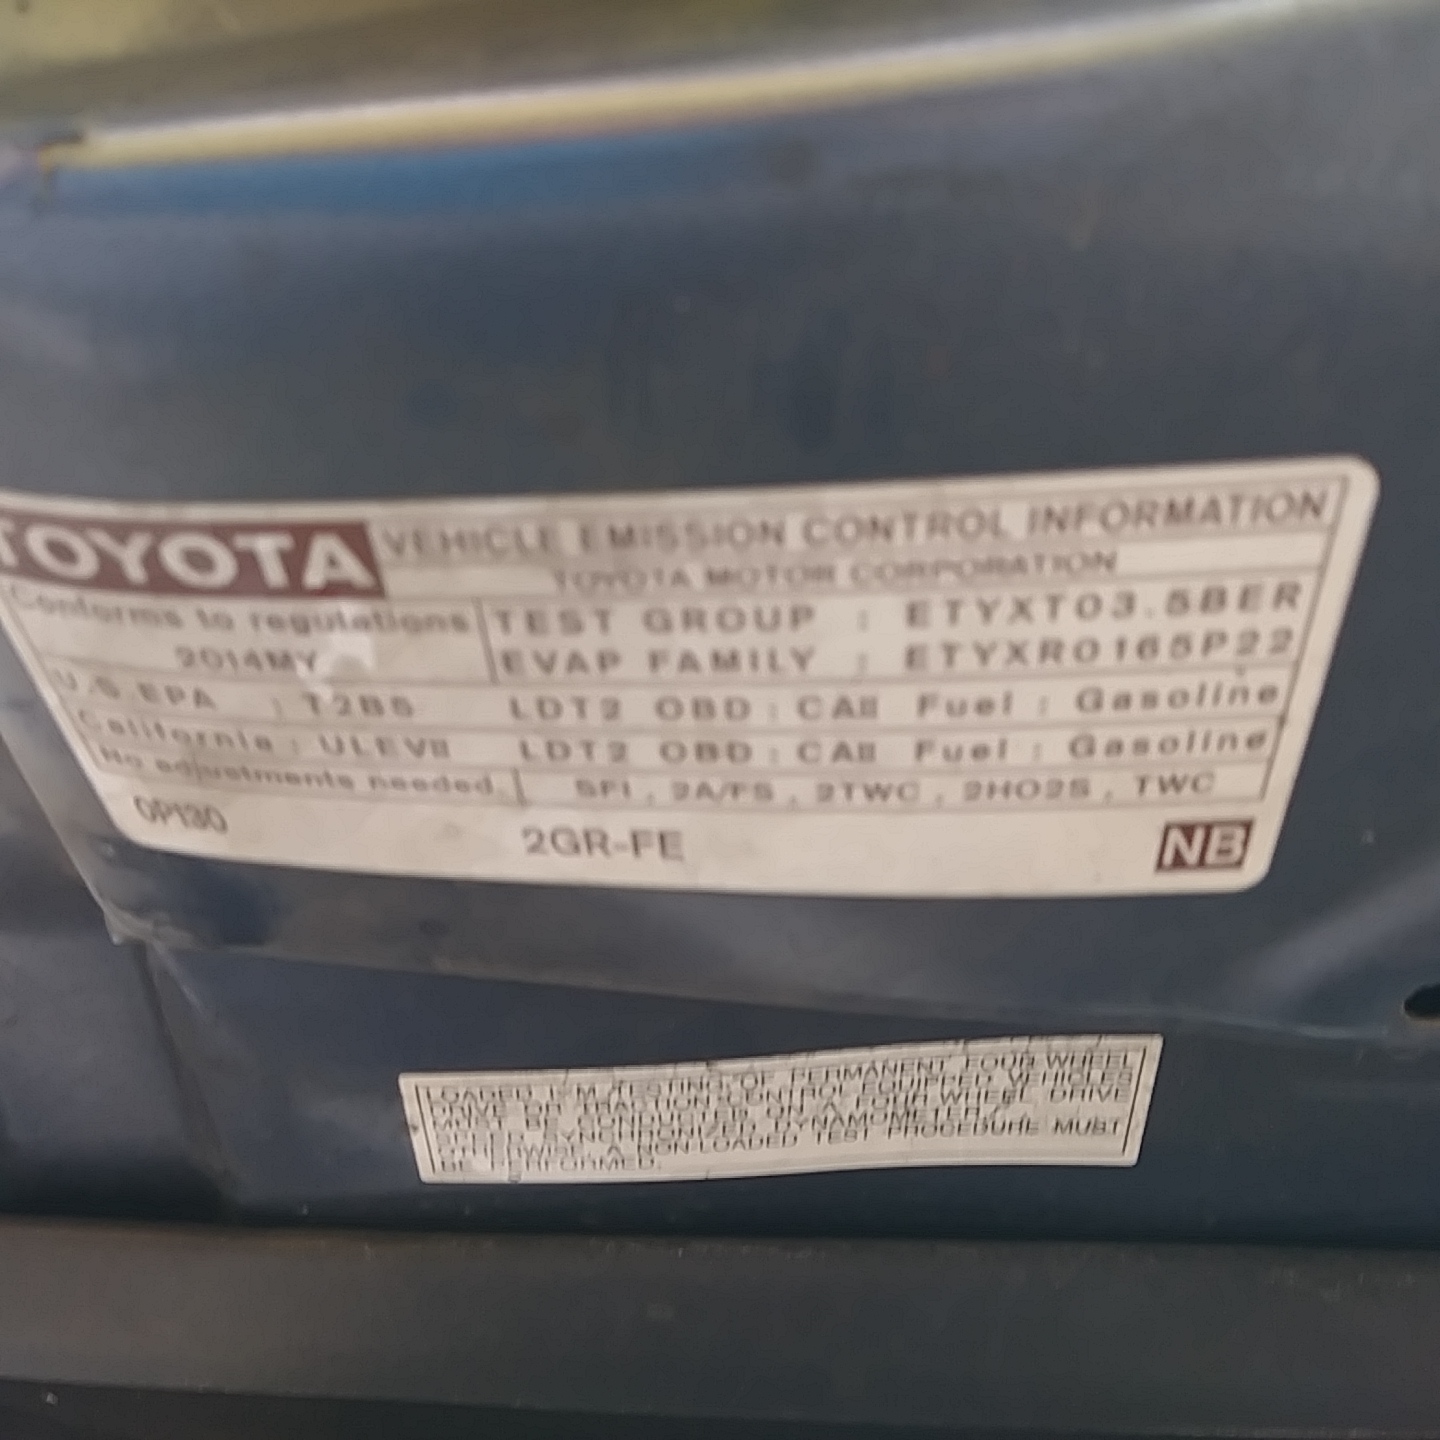 TOYOTA VEHICLE EMISSION CONTROL INFORMATION
TOYOTA MOTOR CORPORATION
Conforms to regulations TEST GROUP : ETYXT03.5BER
2014MY EVAP FAMILY : ETYXR0165P22
U.S.EPA : T2B5 LDT2 OBD : CAII Fuel : Gasoline
California : ULEVII LDT2 OBD : CAII Fuel : Gasoline
No adjustments needed. SFI , 2A/FS , 2TWC , 2HO2S , TWC
0P130 2GR-FE NB
LOADED I/M TESTING OF PERMANENT FOUR WHEEL
DRIVE OR TRACTION CONTROL EQUIPPED VEHICLES
MUST BE CONDUCTED ON A FOUR WHEEL DRIVE
SPEED SYNCHRONIZED DYNAMOMETER.
OTHERWISE, A NON-LOADED TEST PROCEDURE MUST
BE PERFORMED.